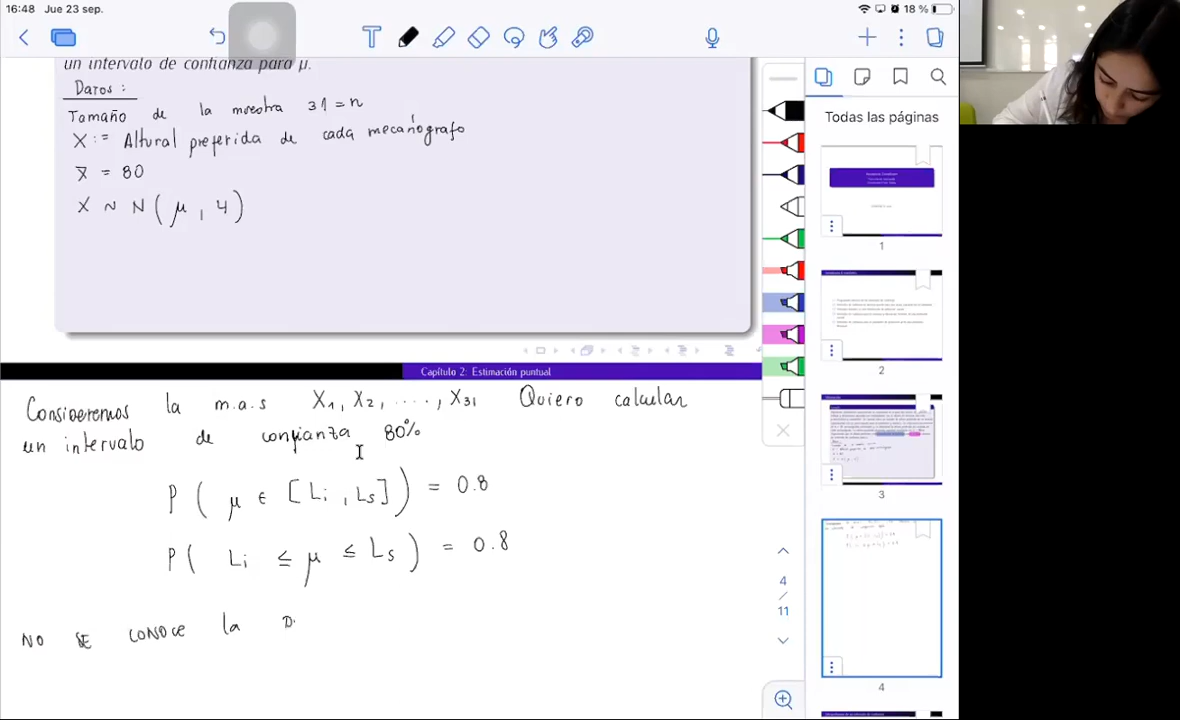 16:48 Jue 23 sep.
18 %
un intervalo de confianza para μ.
Datos :
Tamaño de la muestra 31 = n
X := Altural preferida de cada mecanógrafo
x̄ = 80
X ~ N ( μ , 4 )
Todas las páginas
1
2
3
4
Capítulo 2: Estimación puntual
Consideremos la m.a.s X₁, X₂, ...., X₃₁ Quiero calcular
un intervalo de confianza 80%
P ( μ ∈ [ Li , Ls ] ) = 0.8
P ( Li ≤ μ ≤ Ls ) = 0.8
NO SE CONOCE la D
4
/
11